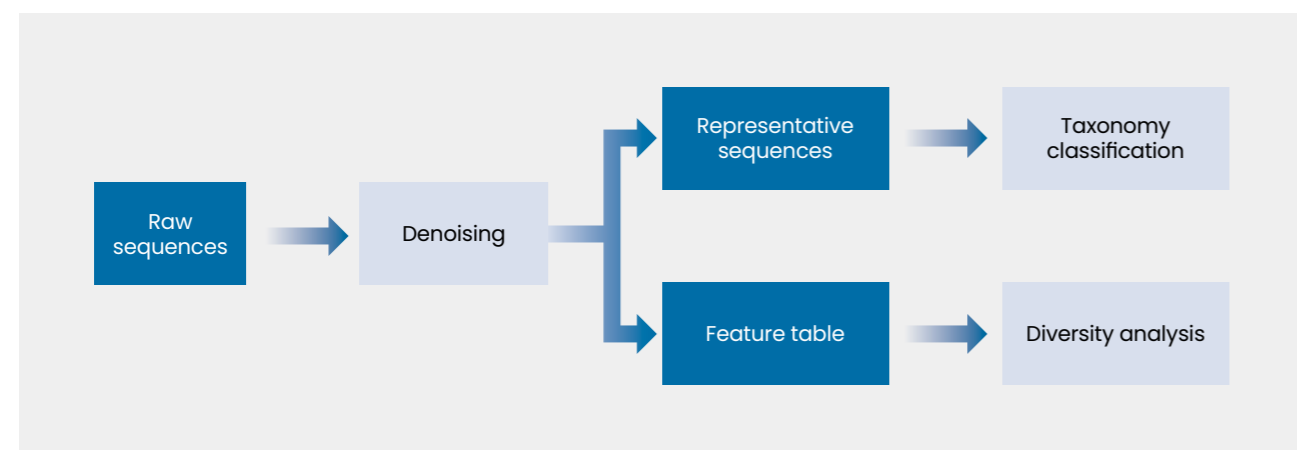 Raw
sequences
Denoising
Representative
sequences
Taxonomy
classification
Feature table
Diversity analysis